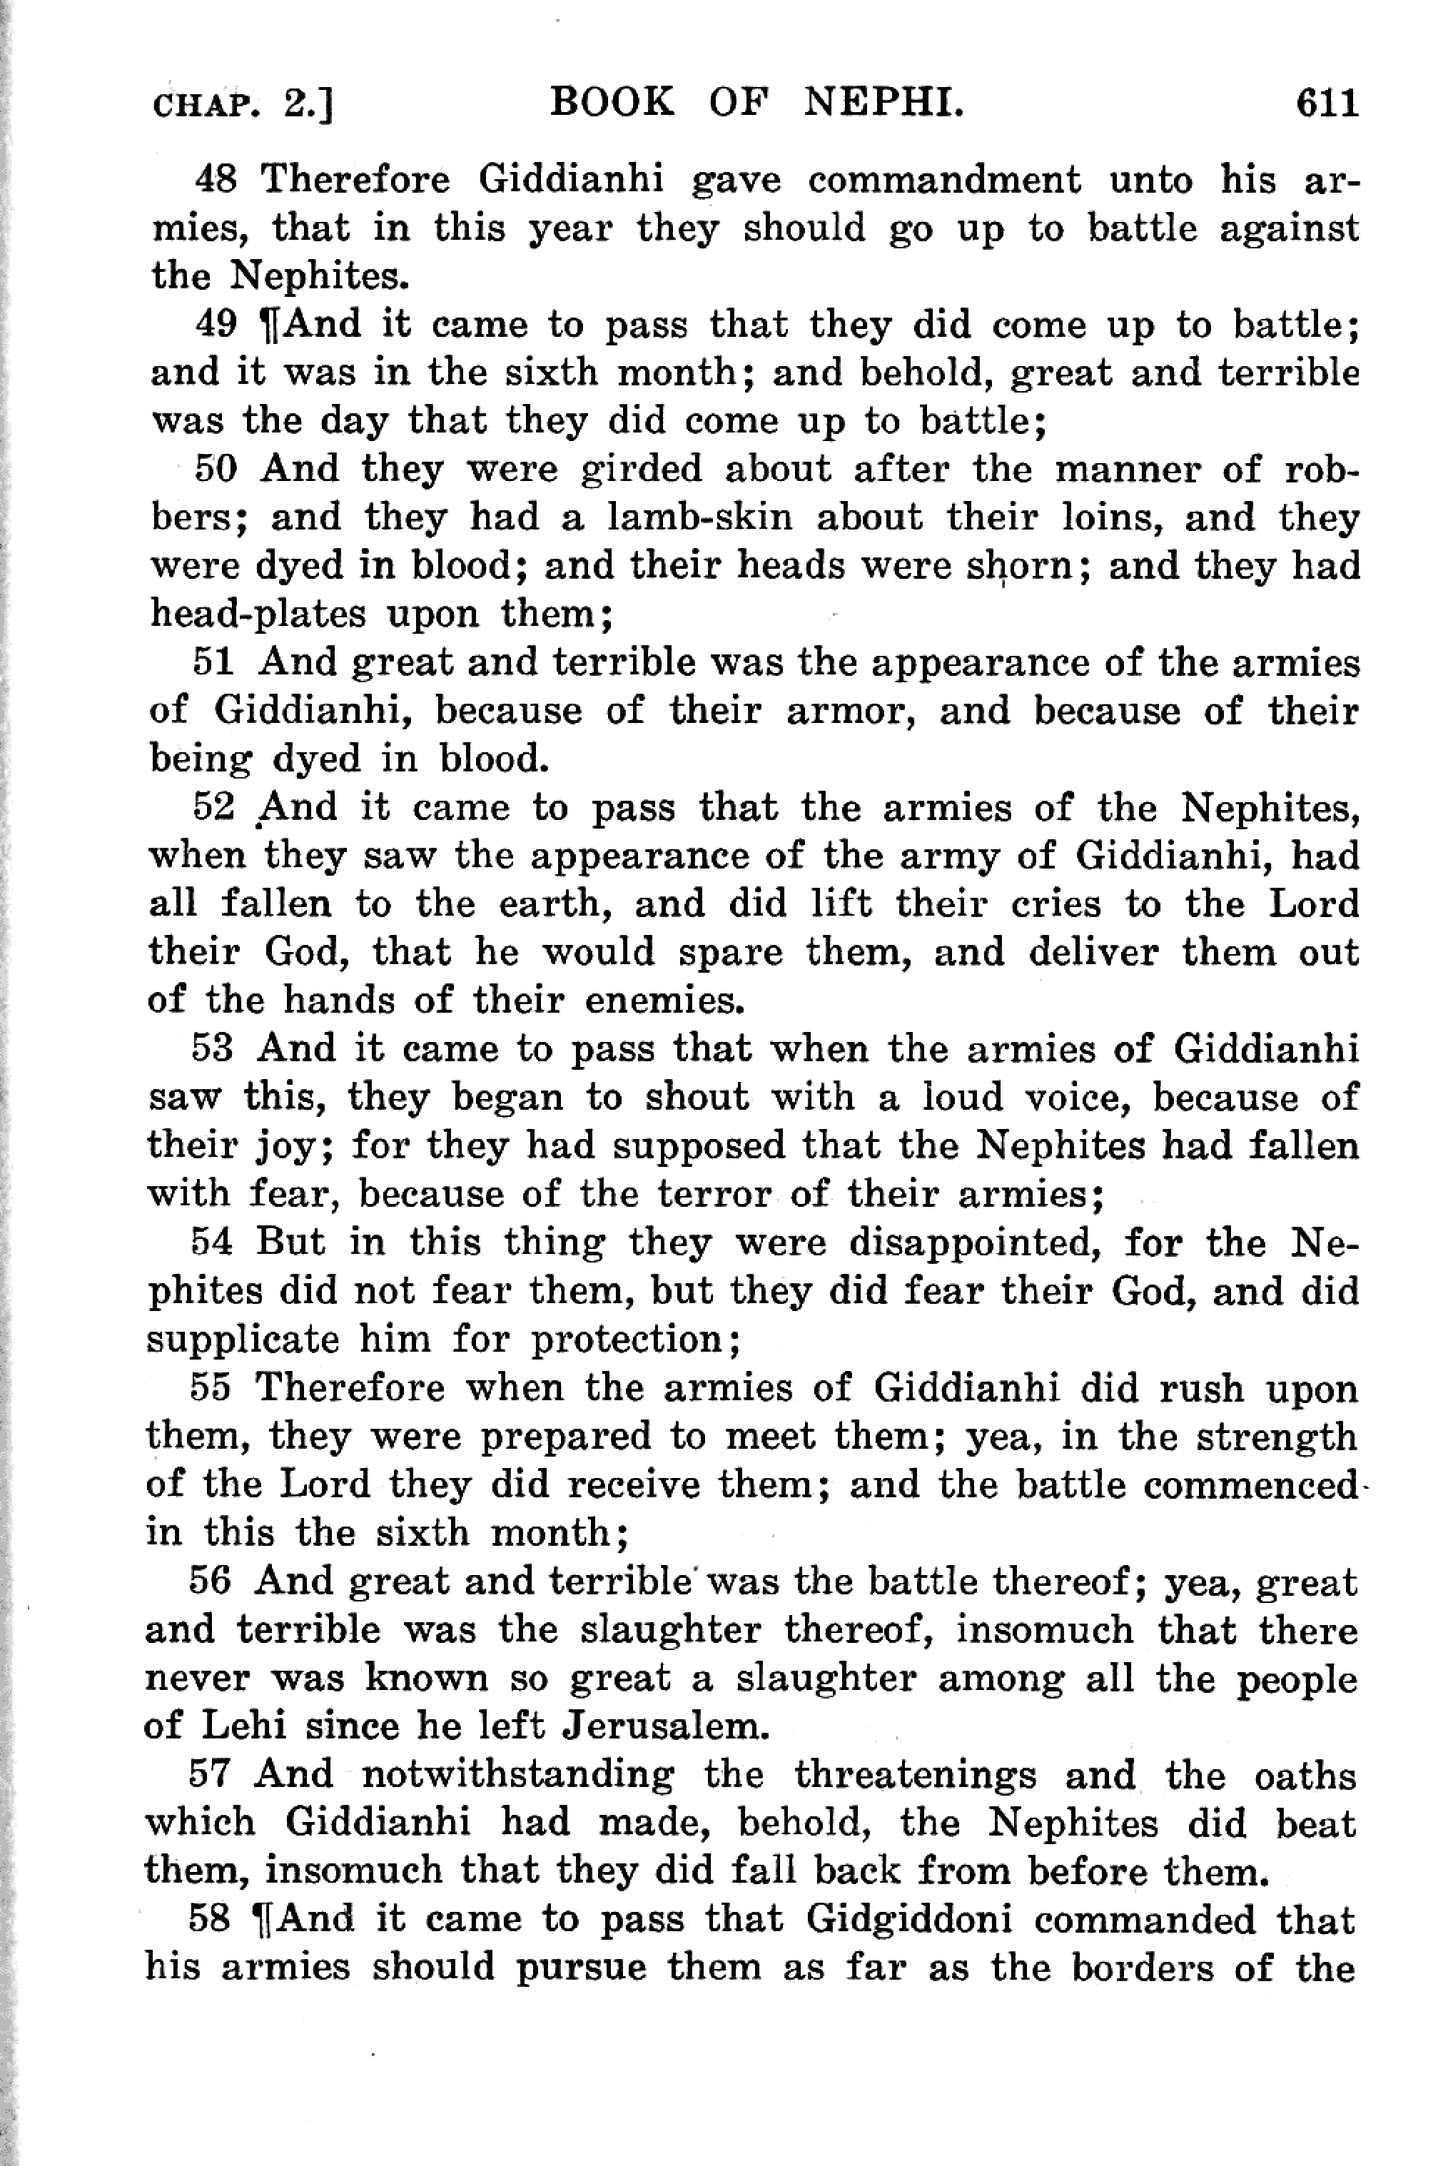 CHAP. 2.] BOOK OF NEPHI. 611
48 Therefore Giddianhi gave commandment unto his ar-
mies, that in this year they should go up to battle against
the Nephites.
49 ¶And it came to pass that they did come up to battle;
and it was in the sixth month; and behold, great and terrible
was the day that they did come up to battle;
50 And they were girded about after the manner of rob-
bers; and they had a lamb-skin about their loins, and they
were dyed in blood; and their heads were shorn; and they had
head-plates upon them;
51 And great and terrible was the appearance of the armies
of Giddianhi, because of their armor, and because of their
being dyed in blood.
52 And it came to pass that the armies of the Nephites,
when they saw the appearance of the army of Giddianhi, had
all fallen to the earth, and did lift their cries to the Lord
their God, that he would spare them, and deliver them out
of the hands of their enemies.
53 And it came to pass that when the armies of Giddianhi
saw this, they began to shout with a loud voice, because of
their joy; for they had supposed that the Nephites had fallen
with fear, because of the terror of their armies;
54 But in this thing they were disappointed, for the Ne-
phites did not fear them, but they did fear their God, and did
supplicate him for protection;
55 Therefore when the armies of Giddianhi did rush upon
them, they were prepared to meet them; yea, in the strength
of the Lord they did receive them; and the battle commenced
in this the sixth month;
56 And great and terrible was the battle thereof; yea, great
and terrible was the slaughter thereof, insomuch that there
never was known so great a slaughter among all the people
of Lehi since he left Jerusalem.
57 And notwithstanding the threatenings and the oaths
which Giddianhi had made, behold, the Nephites did beat
them, insomuch that they did fall back from before them.
58 ¶And it came to pass that Gidgiddoni commanded that
his armies should pursue them as far as the borders of the